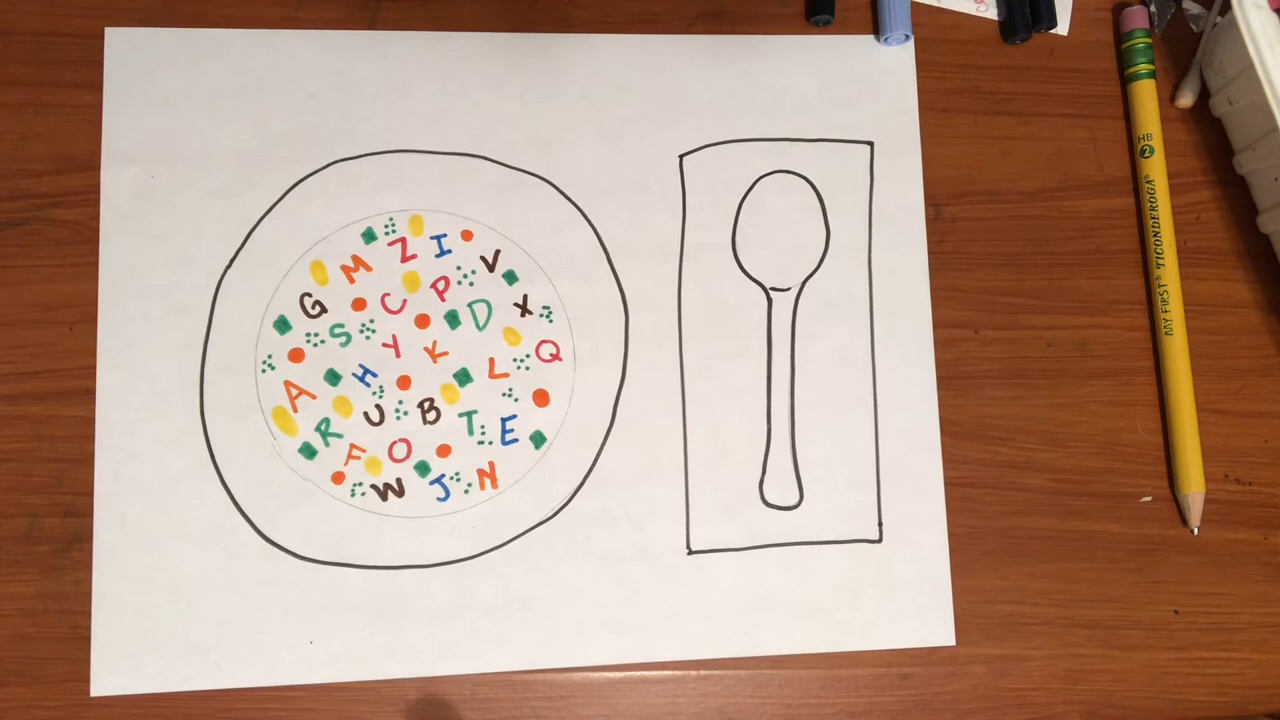 Z I
M V
G C P X
S D
Y K Q
H L
A
U B
R T E
F O
W J N
HB
2
MY FIRST® TICONDEROGA®